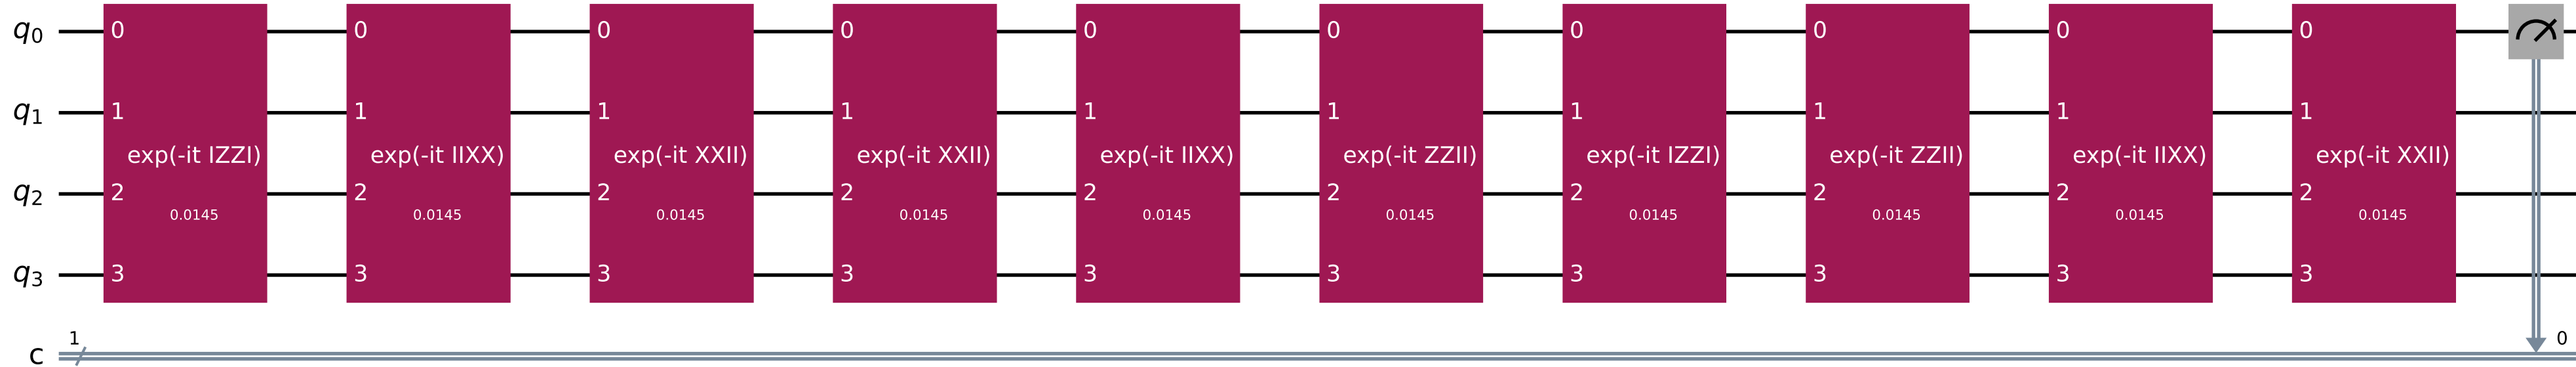 q0 0 0 0 0 0 0 0 0 0 0
q1 1 1 1 1 1 1 1 1 1 1
exp(-it IZZI) exp(-it IIXX) exp(-it XXII) exp(-it XXII) exp(-it IIXX) exp(-it ZZII) exp(-it IZZI) exp(-it ZZII) exp(-it IIXX) exp(-it XXII)
q2 2 2 2 2 2 2 2 2 2 2
0.0145 0.0145 0.0145 0.0145 0.0145 0.0145 0.0145 0.0145 0.0145 0.0145
q3 3 3 3 3 3 3 3 3 3 3
1 0
c